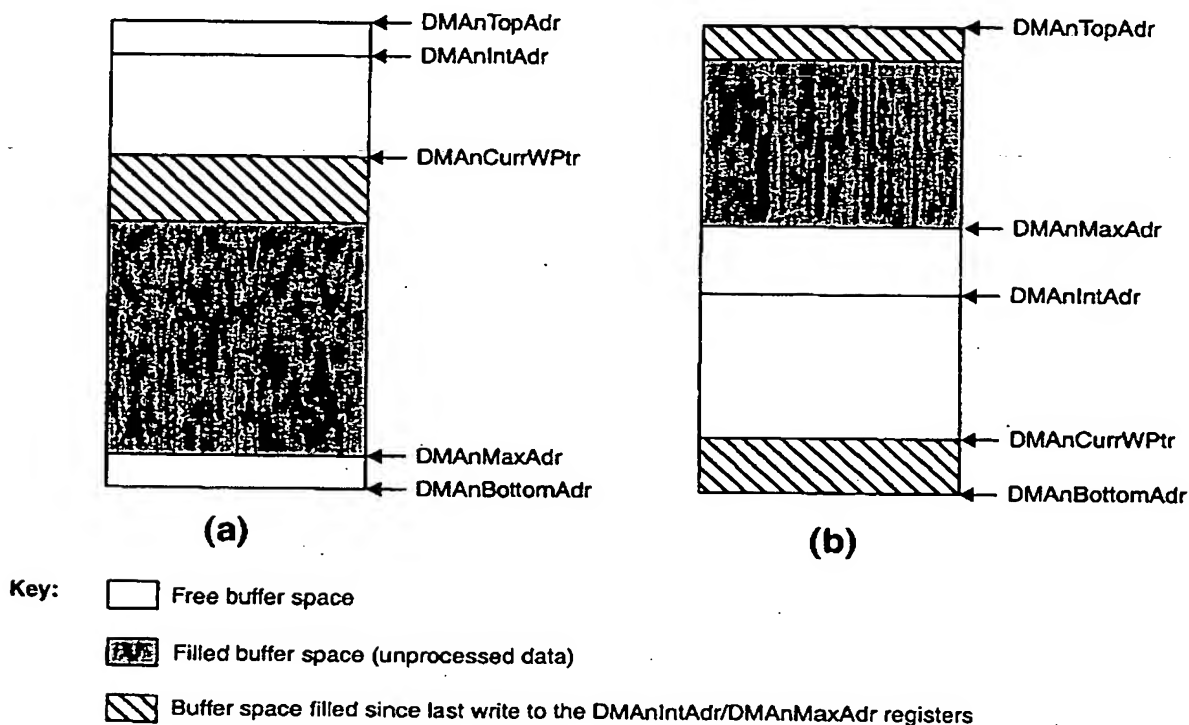 DMAnTopAdr
DMAnIntAdr
DMAnCurrWPtr
DMAnMaxAdr
DMAnBottomAdr
(a)
DMAnTopAdr
DMAnMaxAdr
DMAnIntAdr
DMAnCurrWPtr
DMAnBottomAdr
(b)
Key:
Free buffer space
Filled buffer space (unprocessed data)
Buffer space filled since last write to the DMAnIntAdr/DMAnMaxAdr registers